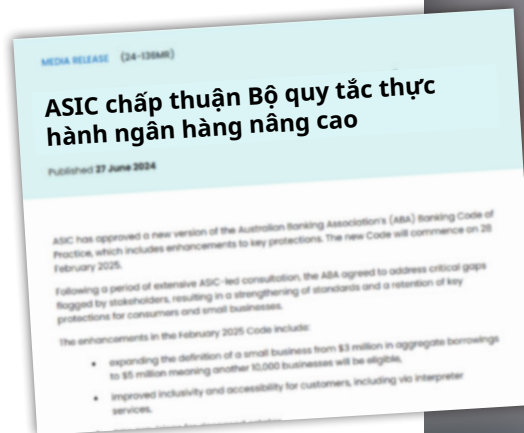 MEDIA RELEASE (24-136MR)
ASIC chấp thuận Bộ quy tắc thực
hành ngân hàng nâng cao
Published 27 June 2024
ASIC has approved a new version of the Australian Banking Association's (ABA) Banking Code of
Practice, which includes enhancements to key protections. The new Code will commence on 28
February 2025.
Following a period of extensive ASIC-led consultation, the ABA agreed to address critical gaps
flagged by stakeholders, resulting in a strengthening of standards and a retention of key
protections for consumers and small businesses.
The enhancements in the February 2025 Code include:
• expanding the definition of a small business from $3 million in aggregate borrowings
to $5 million meaning another 10,000 businesses will be eligible,
• improved inclusivity and accessibility for customers, including via interpreter
services,